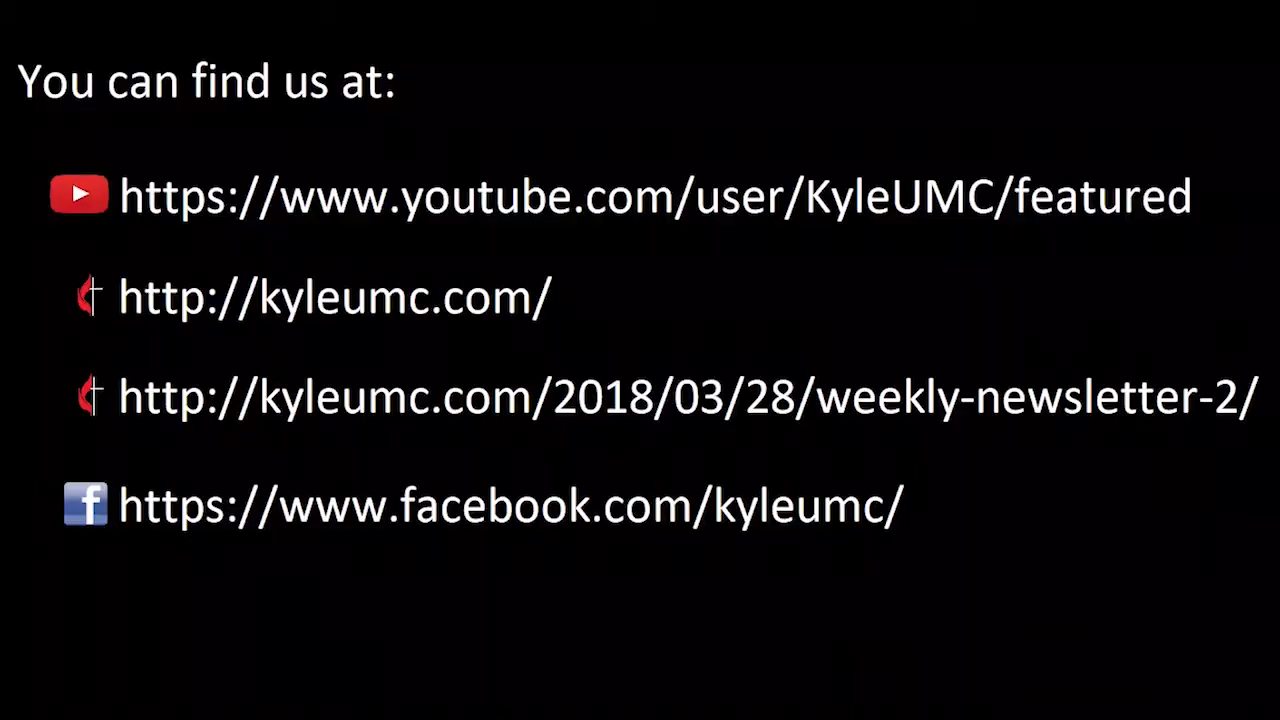 You can find us at:
https://www.youtube.com/user/KyleUMC/featured
http://kyleumc.com/
http://kyleumc.com/2018/03/28/weekly-newsletter-2/
f https://www.facebook.com/kyleumc/